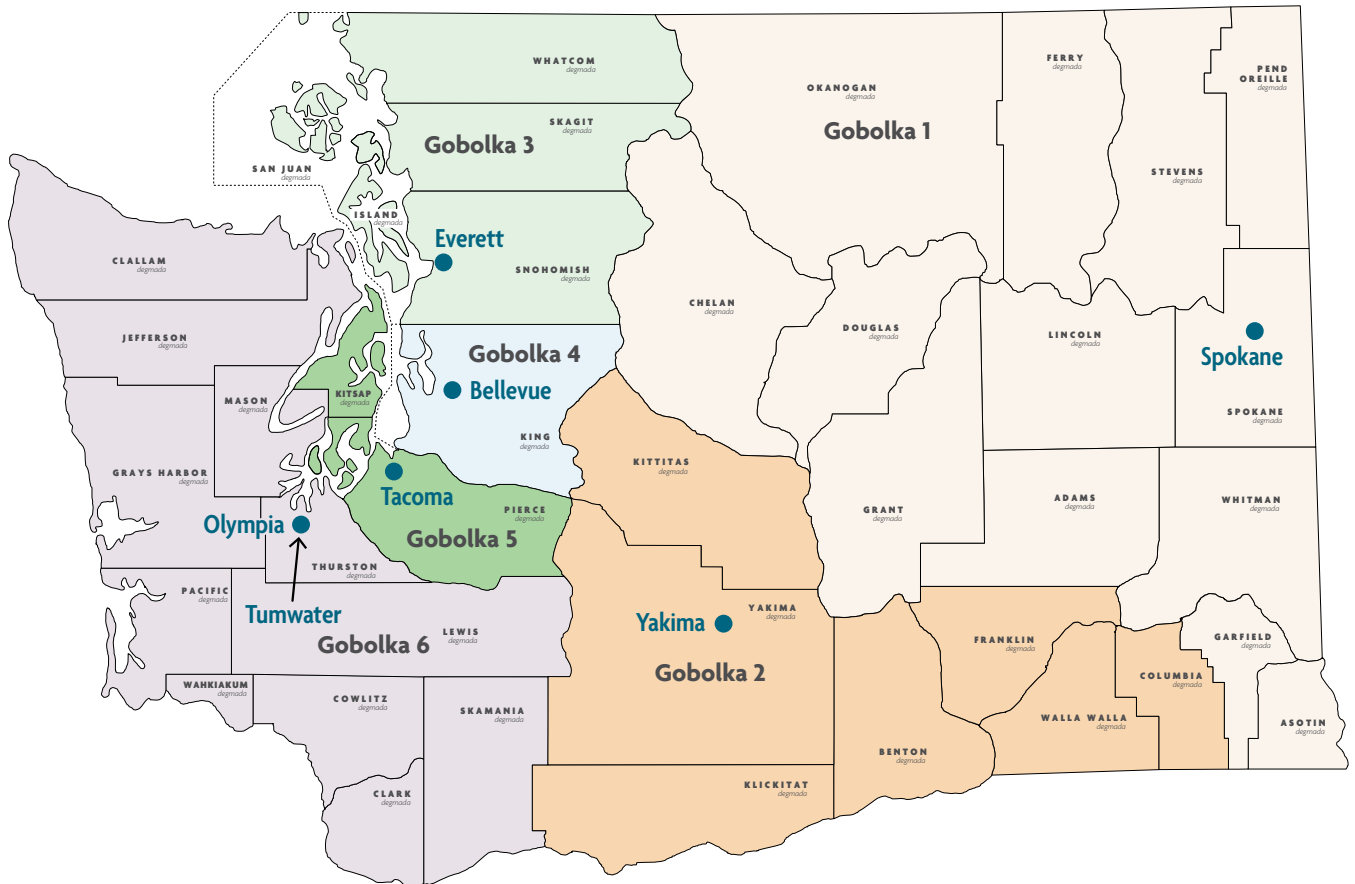 WHATCOM
degmada
FERRY
degmada
PEND
OREILLE
degmada
OKANOGAN
degmada
SKAGIT
degmada
Gobolka 1
Gobolka 3
SAN JUAN
degmada
STEVENS
degmada
ISLAND
degmada
Everett
CLALLAM
degmada
SNOHOMISH
degmada
CHELAN
degmada
DOUGLAS
degmada
LINCOLN
degmada
JEFFERSON
degmada
Gobolka 4
Spokane
Bellevue
KITSAP
degmada
MASON
degmada
SPOKANE
degmada
KING
degmada
KITTITAS
degmada
GRAYS HARBOR
degmada
Tacoma
ADAMS
degmada
WHITMAN
degmada
PIERCE
degmada
GRANT
degmada
Olympia
Gobolka 5
THURSTON
degmada
PACIFIC
degmada
Tumwater
YAKIMA
degmada
Yakima
LEWIS
degmada
Gobolka 6
FRANKLIN
degmada
GARFIELD
degmada
Gobolka 2
COLUMBIA
degmada
WAHKIAKUM
degmada
COWLITZ
degmada
SKAMANIA
degmada
WALLA WALLA
degmada
ASOTIN
degmada
BENTON
degmada
KLICKITAT
degmada
CLARK
degmada